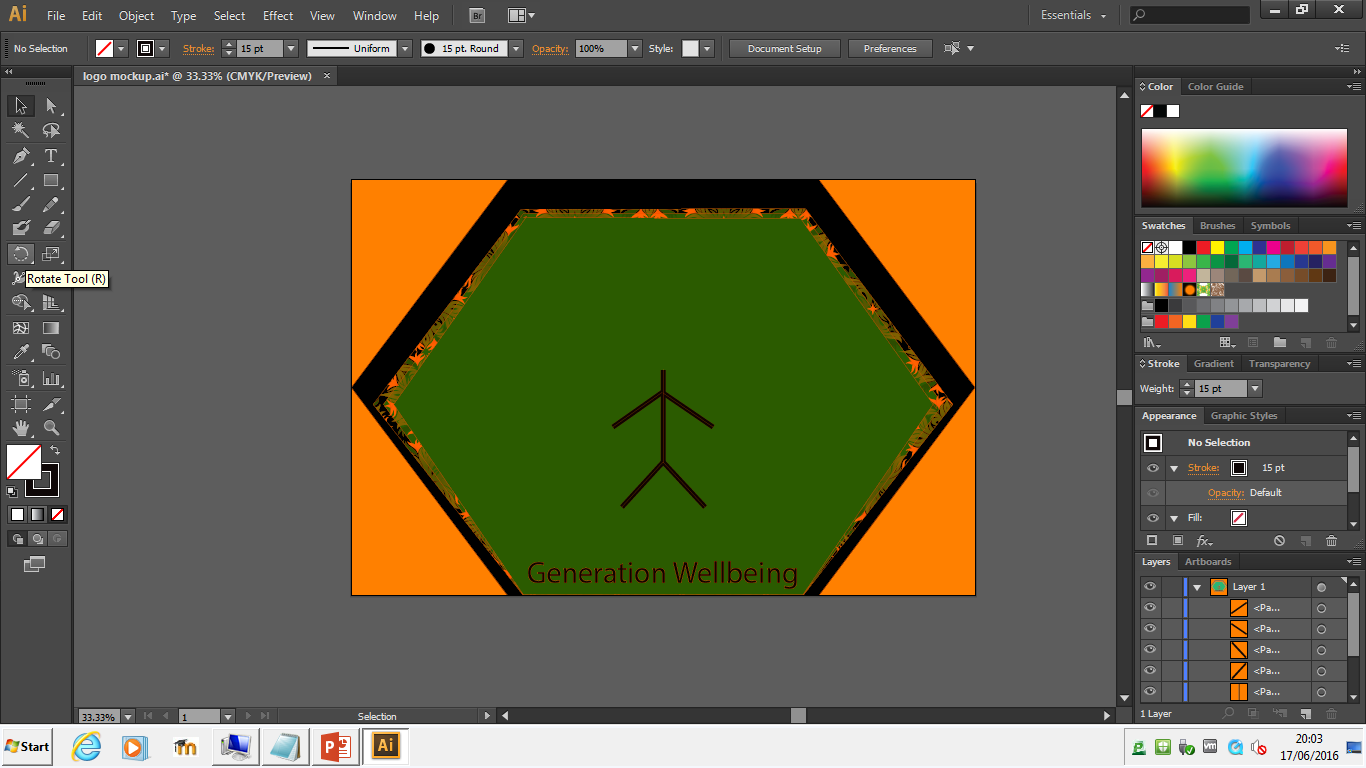 Ai File Edit Object Type Select Effect View Window Help Br Essentials
No Selection Stroke: 15 pt Uniform 15 pt. Round Opacity: 100% Style: Document Setup Preferences
logo mockup.ai* @ 33.33% (CMYK/Preview)
Color Color Guide
T
Swatches Brushes Symbols
Rotate Tool (R)
Stroke Gradient Transparency
Weight: 15 pt
Appearance Graphic Styles
No Selection
Stroke: 15 pt
Opacity: Default
Fill:
fx
Layers Artboards
Generation Wellbeing
Layer 1
<Pa...
<Pa...
<Pa...
<Pa...
<Pa...
33.33% 1 Selection
1 Layer
Start Ai 20:03
17/06/2016